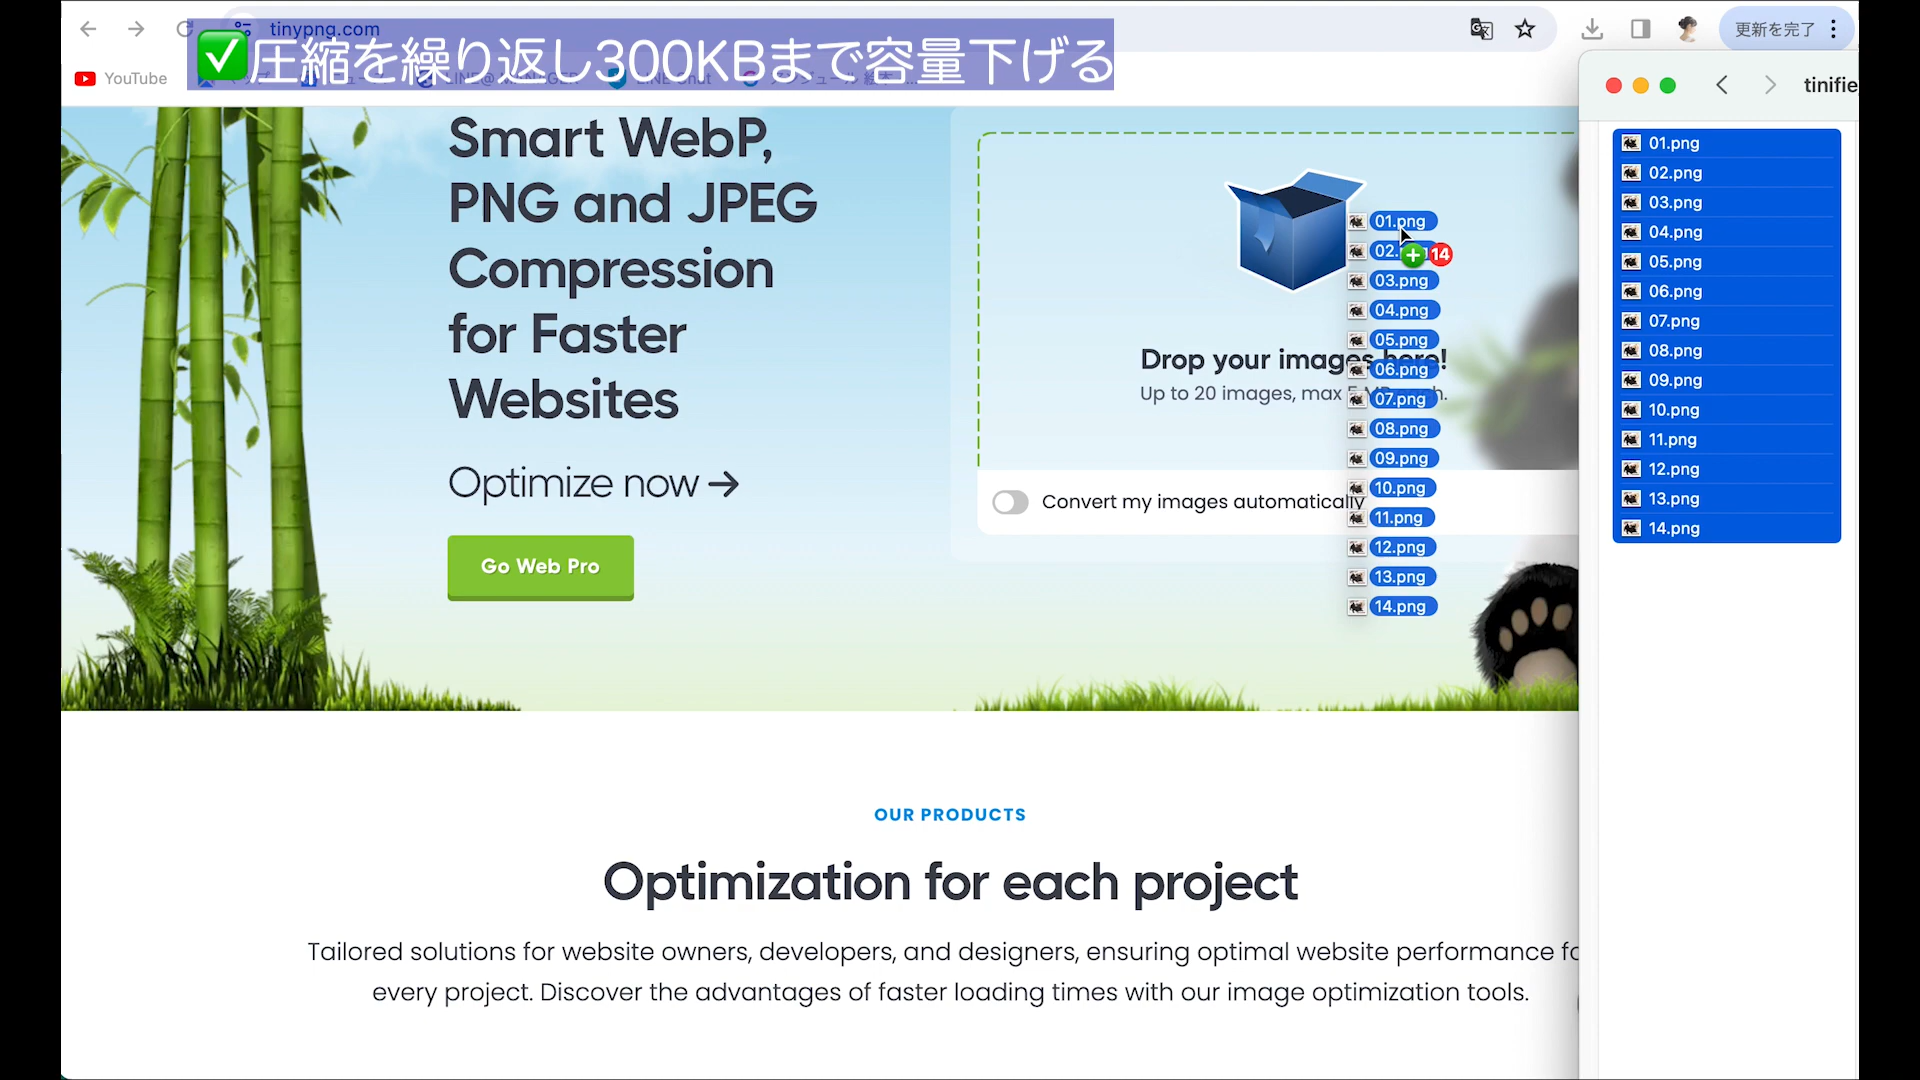 tinypng.com
✅圧縮を繰り返し300KBまで容量下げる
更新を完了
YouTube
Smart WebP,
PNG and JPEG
Compression
for Faster
Websites
Optimize now →
Go Web Pro
Drop your images here!
Up to 20 images, max
Convert my images automatically
01.png
02.
14
03.png
04.png
05.png
06.png
07.png
08.png
09.png
10.png
11.png
12.png
13.png
14.png
tinifie
01.png
02.png
03.png
04.png
05.png
06.png
07.png
08.png
09.png
10.png
11.png
12.png
13.png
14.png
OUR PRODUCTS
Optimization for each project
Tailored solutions for website owners, developers, and designers, ensuring optimal website performance fo
every project. Discover the advantages of faster loading times with our image optimization tools.